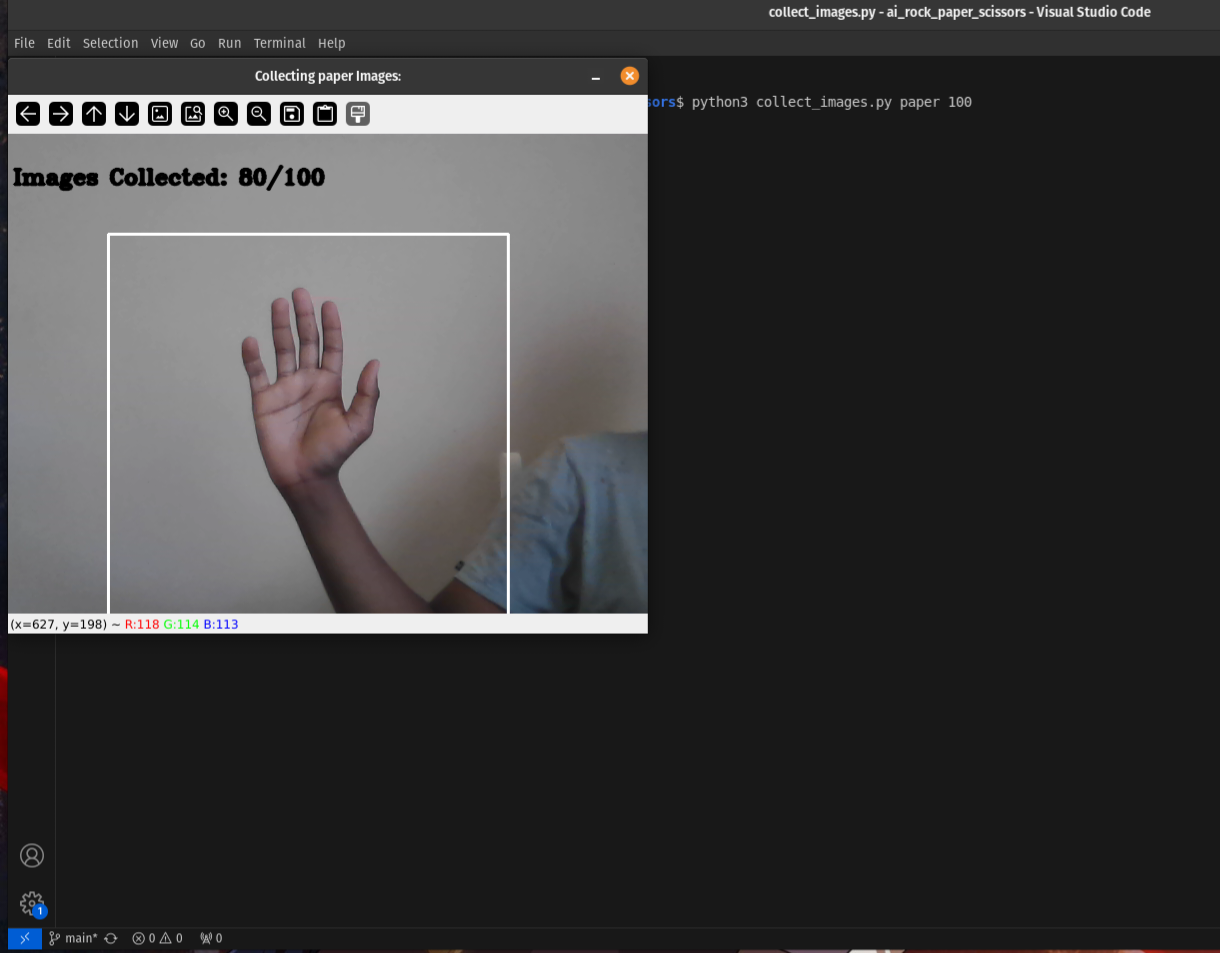 collect_images.py - ai_rock_paper_scissors - Visual Studio Code
File Edit Selection View Go Run Terminal Help
Collecting paper Images:
sors$ python3 collect_images.py paper 100
Images Collected: 80/100
(x=627, y=198) ~ R:118 G:114 B:113
1
main* 0 0 0